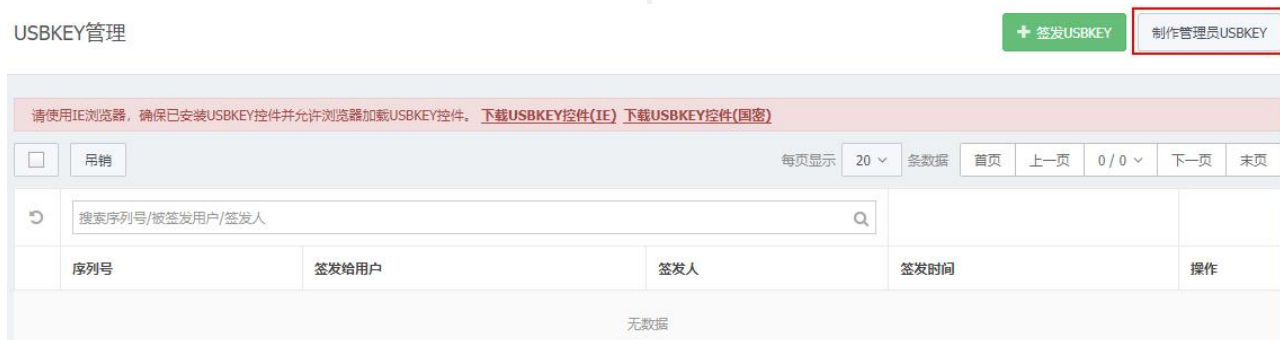 USBKEY管理
签发USBKEY 制作管理员USBKEY
请使用IE浏览器，确保已安装USBKEY控件并允许浏览器加载USBKEY控件。 下载USBKEY控件(IE) 下载USBKEY控件(国密)
吊销 每页显示 20 条数据 首页 上一页 0 / 0 下一页 末页
搜索序列号/被签发用户/签发人
序列号 签发给用户 签发人 签发时间 操作
无数据